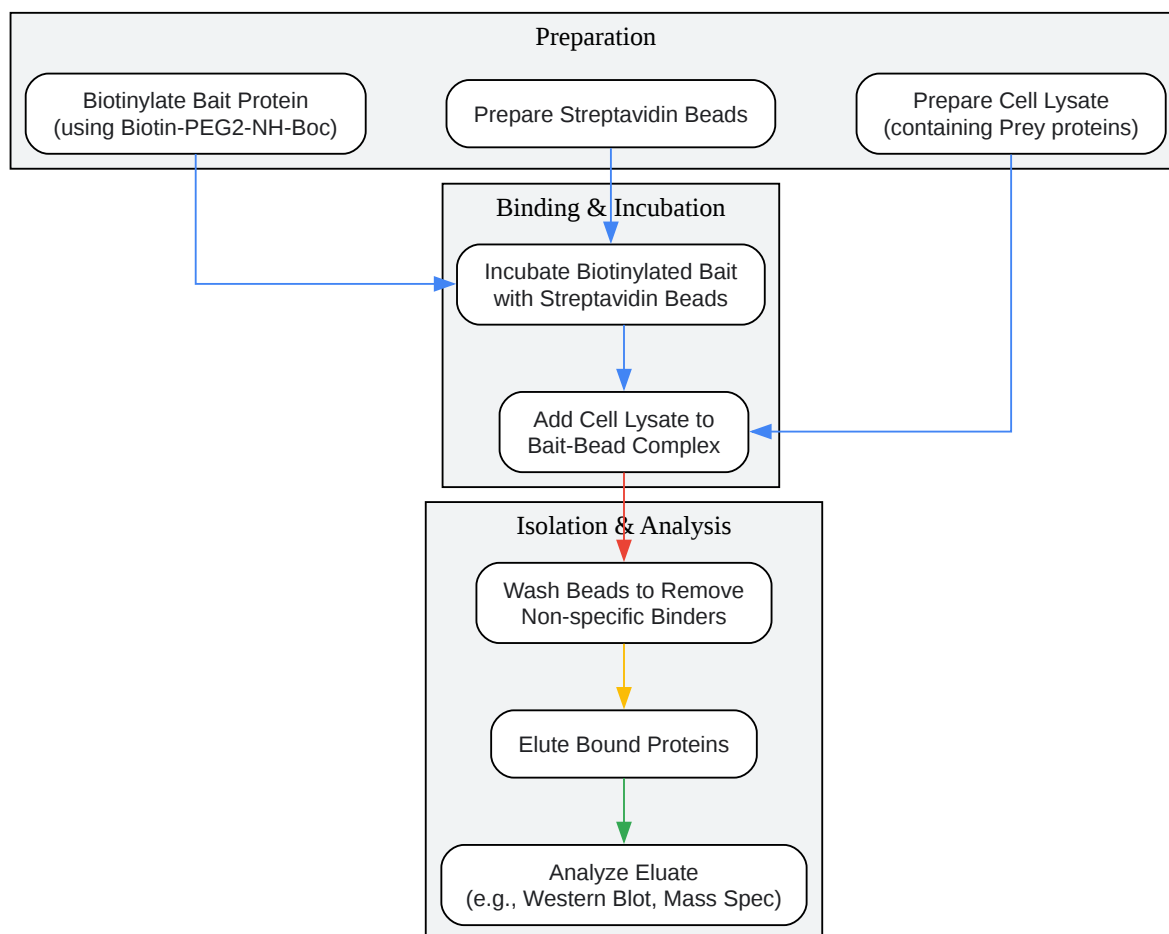 Preparation
Biotinylate Bait Protein
(using Biotin-PEG2-NH-Boc)
Prepare Streptavidin Beads
Prepare Cell Lysate
(containing Prey proteins)
Binding & Incubation
Incubate Biotinylated Bait
with Streptavidin Beads
Add Cell Lysate to
Bait-Bead Complex
Isolation & Analysis
Wash Beads to Remove
Non-specific Binders
Elute Bound Proteins
Analyze Eluate
(e.g., Western Blot, Mass Spec)